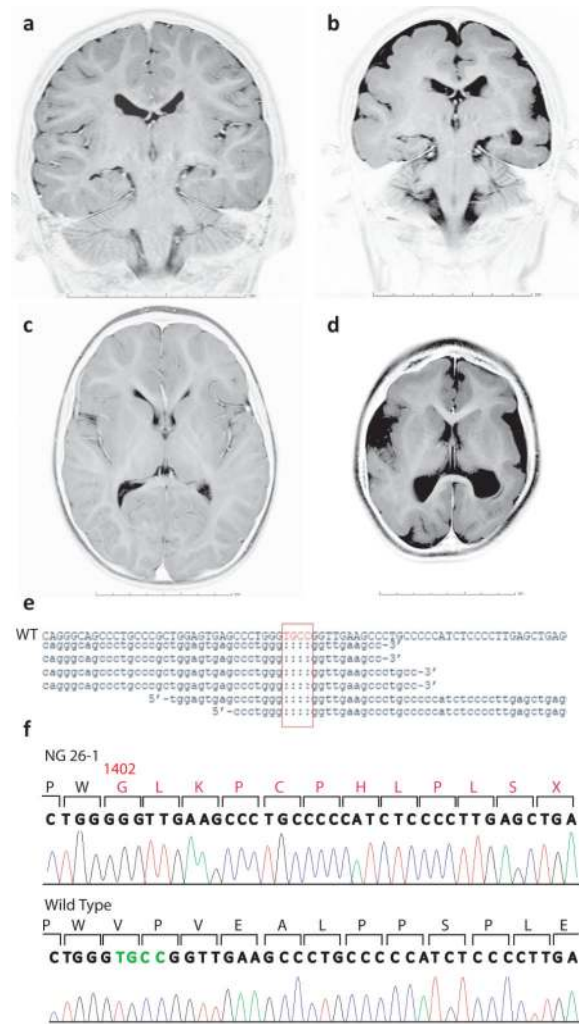 a
b
c
d
e
WT CAGGGCAGCCCTGCCCGCTGGAGTGAGCCCTGGGTGCCGGTTGAAGCCCTGCCCCCATCTCCCCTTGAGCTGAG
cagggcagccctgcccgctggagtgagccctggg::::ggttgaagcc-3'
cagggcagccctgcccgctggagtgagccctggg::::ggttgaagcc-3'
cagggcagccctgcccgctggagtgagccctggg::::ggttgaagccctgcc-3'
cagggcagccctgcccgctggagtgagccctggg::::ggttgaagccctgcc-3'
5'-tggagtgagccctggg::::ggttgaagccctgcccccatctccccttgagctgag
5'-ccctggg::::ggttgaagccctgcccccatctccccttgagctgag
f
NG 26-1
1402
P W G L K P C P H L P L S X
CTGGGGGTTGAAGCCCTGCCCCCATCTCCCCTTGAGCTGA
Wild Type
P W V P V E A L P P S P L E
CTGGGTGCCGGTTGAAGCCCTGCCCCCATCTCCCCTTGA